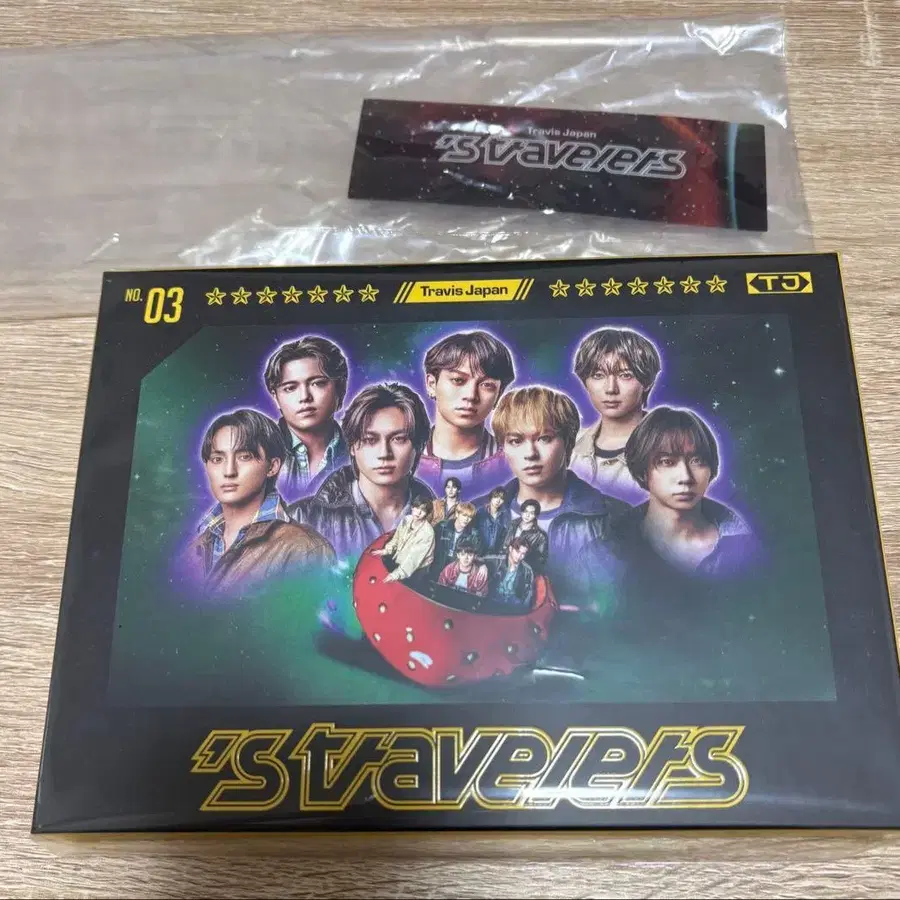 Travis Japan
's travelers
NO. 03 ☆☆☆☆☆☆☆ // Travis Japan // ☆☆☆☆☆☆☆ <TJ>
's travelers